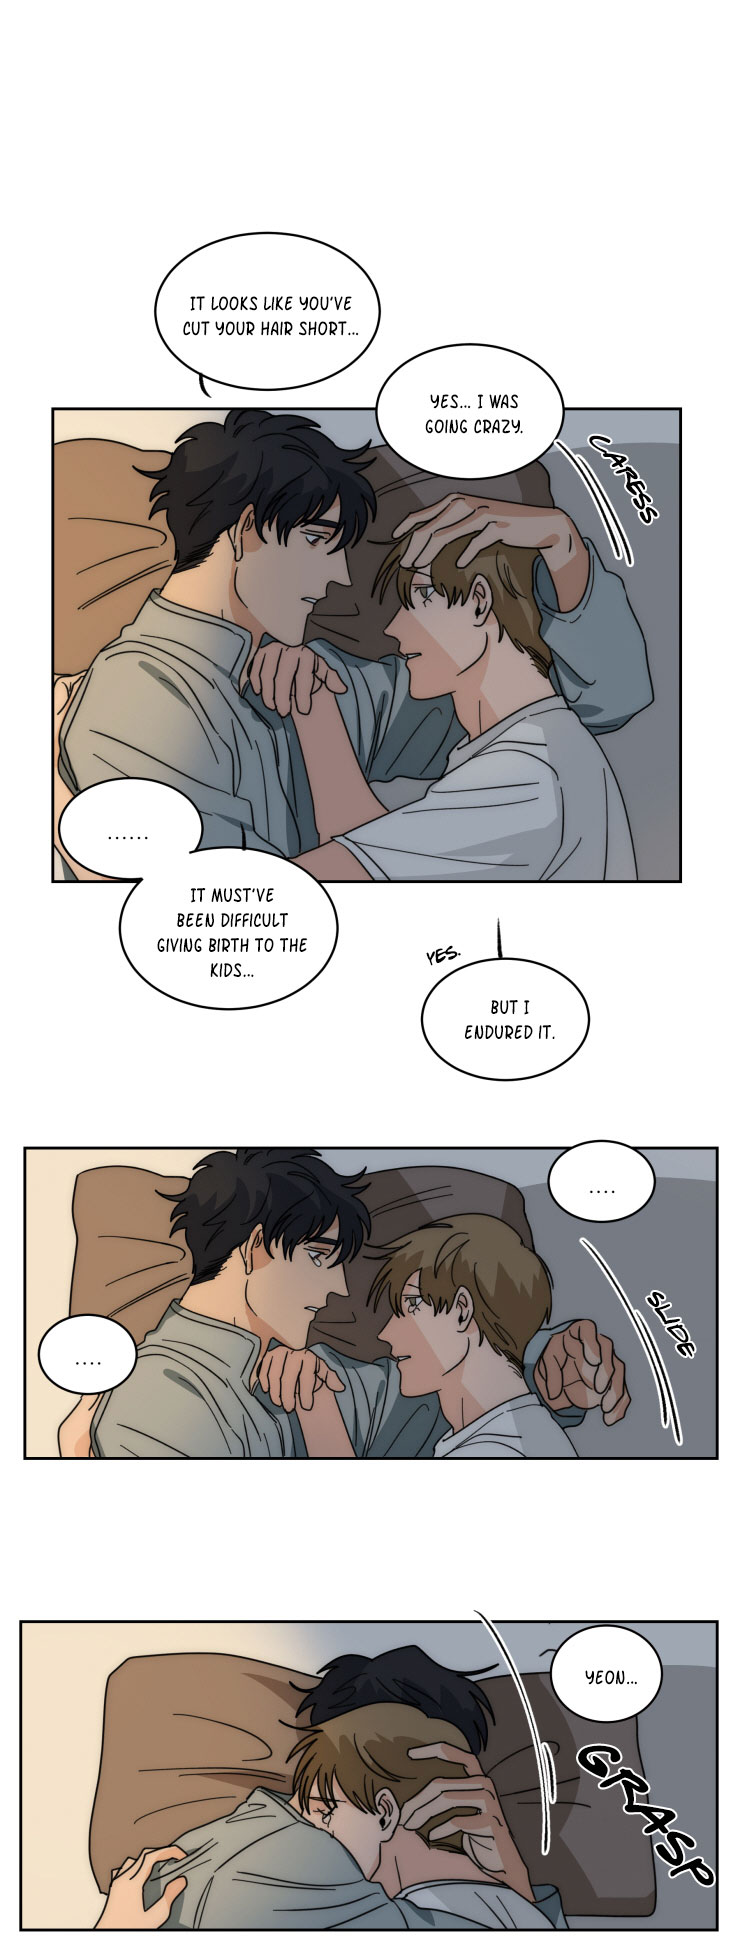 IT LOOKS LIKE YOU'VE
CUT YOUR HAIR SHORT...
YES... I WAS
GOING CRAZY.
CARESS
......
IT MUST'VE
BEEN DIFFICULT
GIVING BIRTH TO THE
KIDS...
YES.
BUT I
ENDURED IT.
....
SLIDE
....
YEON...
GRASP